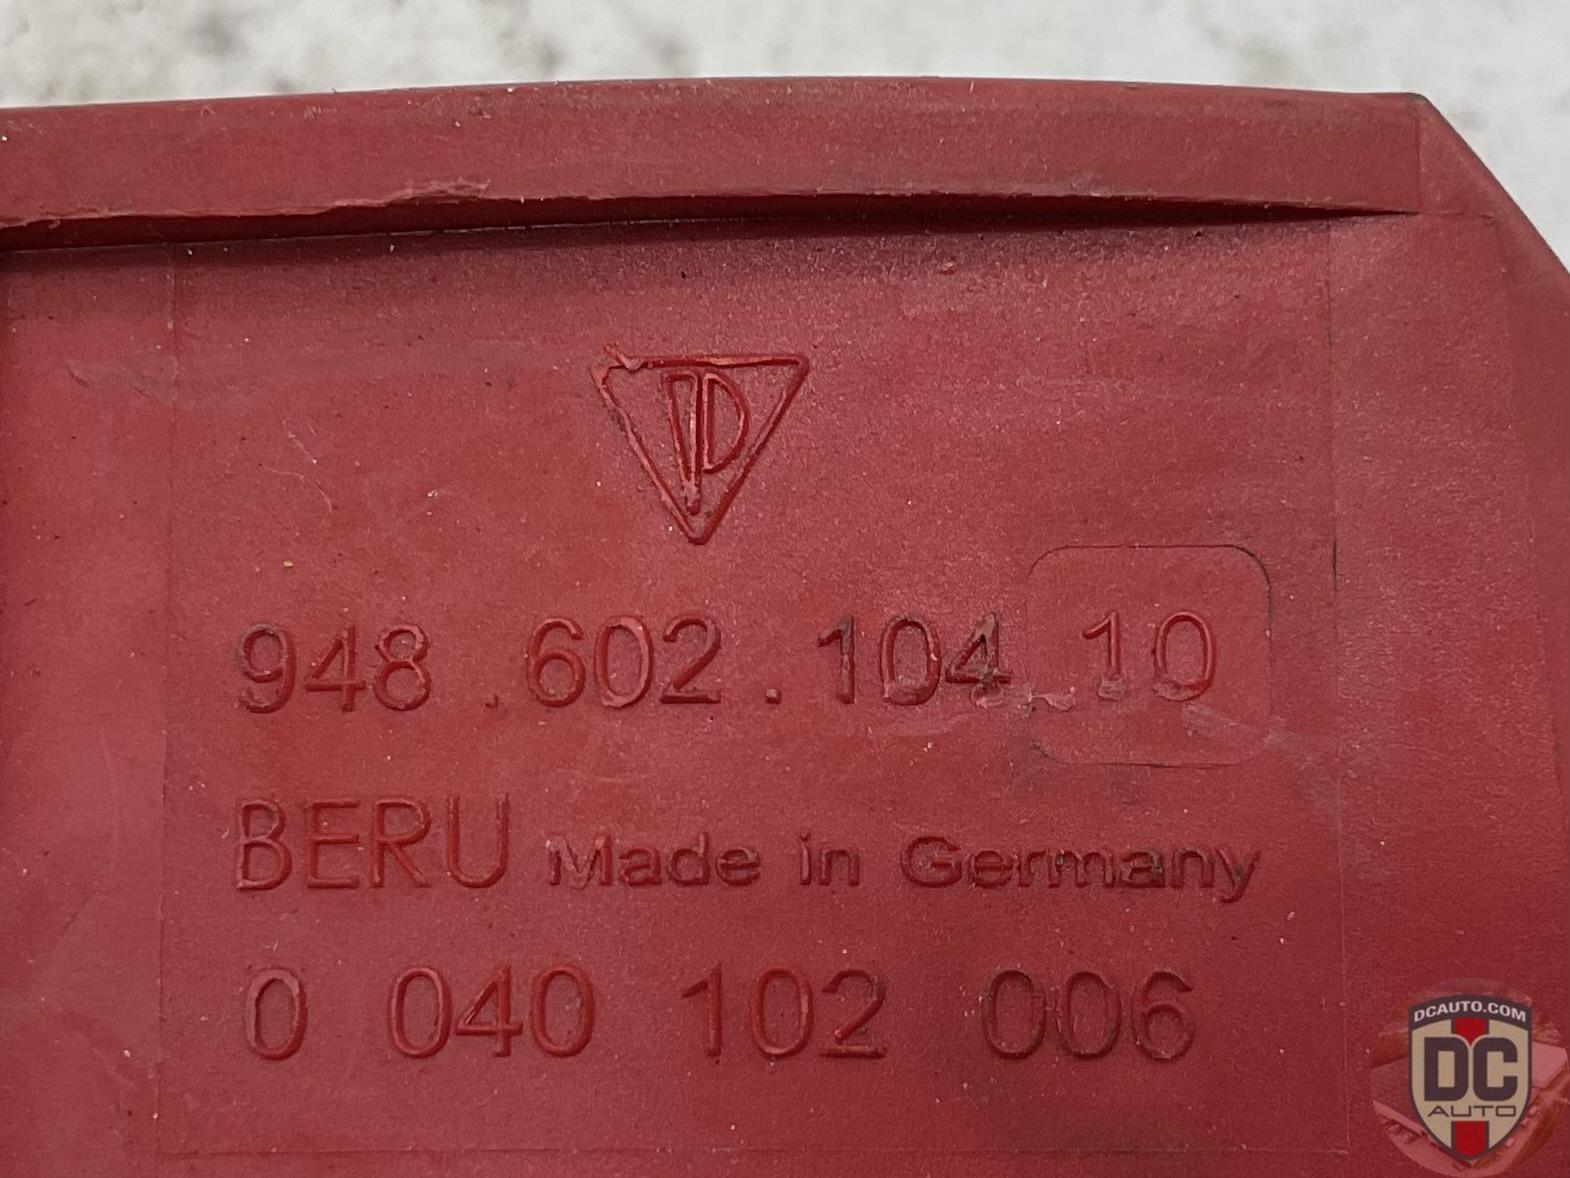 948.602.104.10
BERU Made in Germany
0 040 102 006
DCAUTO.COM
DC
AUTO